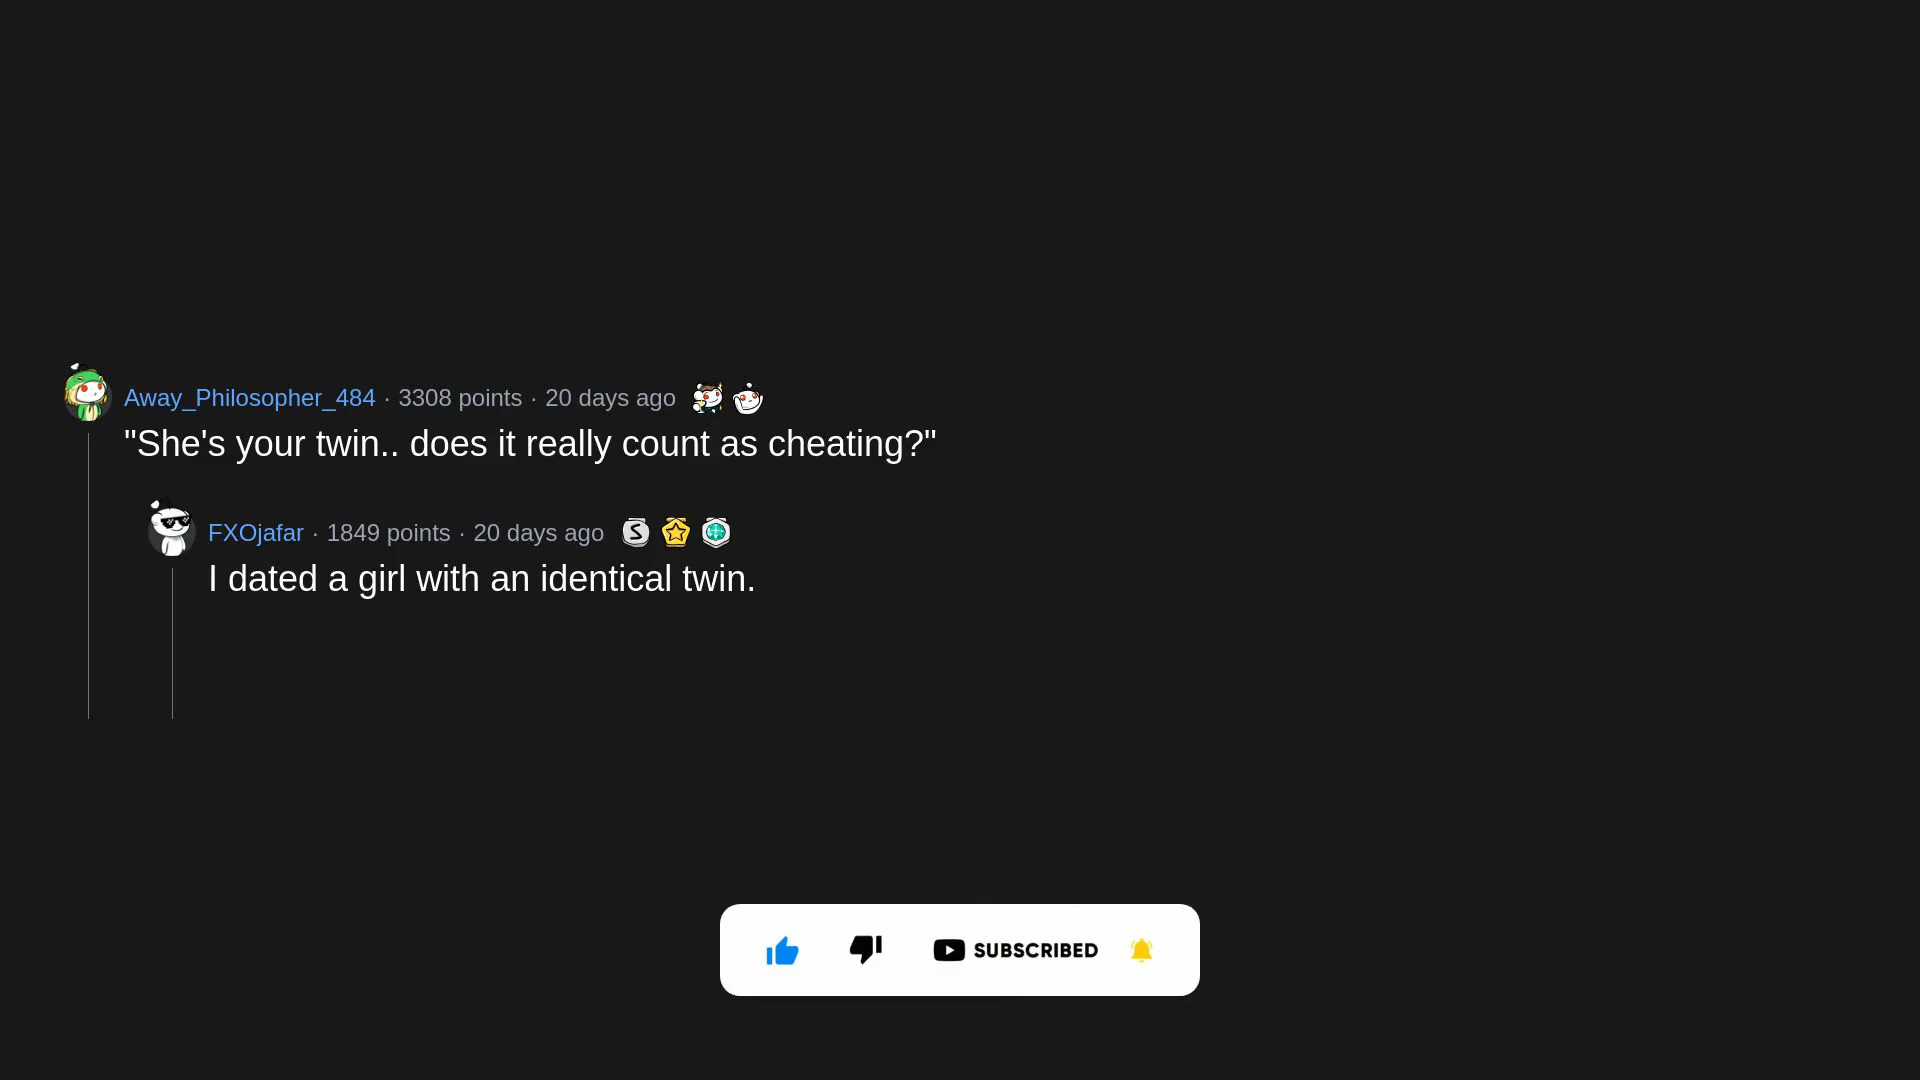 Away_Philosopher_484 · 3308 points · 20 days ago
"She's your twin.. does it really count as cheating?"
FXOjafar · 1849 points · 20 days ago
I dated a girl with an identical twin.
SUBSCRIBED